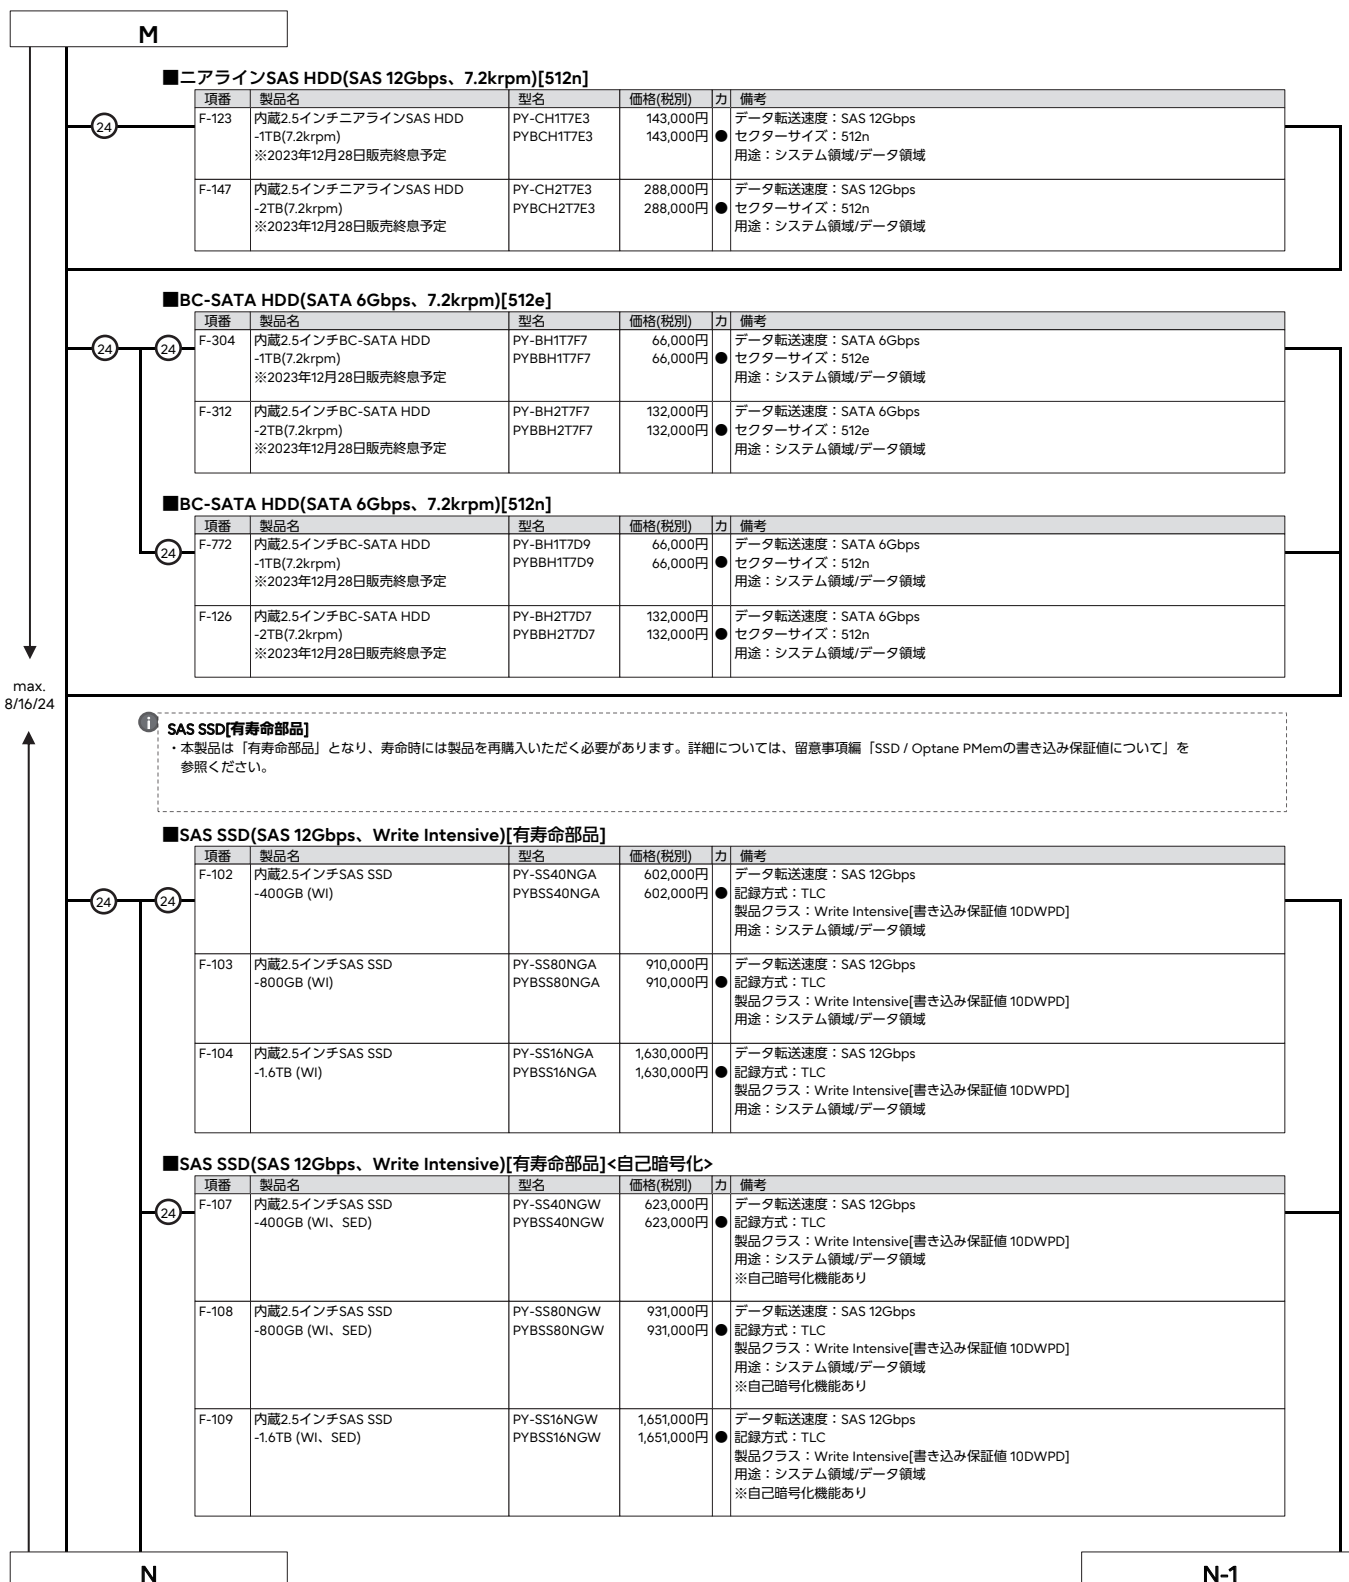 M
■ニアラインSAS HDD(SAS 12Gbps、7.2krpm)[512n]
項番 製品名 型名 価格(税別) カ 備考
24
F-123 内蔵2.5インチニアラインSAS HDD PY-CH1T7E3 143,000円 データ転送速度：SAS 12Gbps
-1TB(7.2krpm) PYBCH1T7E3 143,000円 ● セクターサイズ：512n
※2023年12月28日販売終息予定 用途：システム領域/データ領域
F-147 内蔵2.5インチニアラインSAS HDD PY-CH2T7E3 288,000円 データ転送速度：SAS 12Gbps
-2TB(7.2krpm) PYBCH2T7E3 288,000円 ● セクターサイズ：512n
※2023年12月28日販売終息予定 用途：システム領域/データ領域
■BC-SATA HDD(SATA 6Gbps、7.2krpm)[512e]
項番 製品名 型名 価格(税別) カ 備考
24 24
F-304 内蔵2.5インチBC-SATA HDD PY-BH1T7F7 66,000円 データ転送速度：SATA 6Gbps
-1TB(7.2krpm) PYBBH1T7F7 66,000円 ● セクターサイズ：512e
※2023年12月28日販売終息予定 用途：システム領域/データ領域
F-312 内蔵2.5インチBC-SATA HDD PY-BH2T7F7 132,000円 データ転送速度：SATA 6Gbps
-2TB(7.2krpm) PYBBH2T7F7 132,000円 ● セクターサイズ：512e
※2023年12月28日販売終息予定 用途：システム領域/データ領域
■BC-SATA HDD(SATA 6Gbps、7.2krpm)[512n]
項番 製品名 型名 価格(税別) カ 備考
24
F-772 内蔵2.5インチBC-SATA HDD PY-BH1T7D9 66,000円 データ転送速度：SATA 6Gbps
-1TB(7.2krpm) PYBBH1T7D9 66,000円 ● セクターサイズ：512n
※2023年12月28日販売終息予定 用途：システム領域/データ領域
F-126 内蔵2.5インチBC-SATA HDD PY-BH2T7D7 132,000円 データ転送速度：SATA 6Gbps
-2TB(7.2krpm) PYBBH2T7D7 132,000円 ● セクターサイズ：512n
※2023年12月28日販売終息予定 用途：システム領域/データ領域
max.
8/16/24
i SAS SSD[有寿命部品]
・本製品は「有寿命部品」となり、寿命時には製品を再購入いただく必要があります。詳細については、留意事項編「SSD / Optane PMemの書き込み保証値について」を
参照ください。
■SAS SSD(SAS 12Gbps、Write Intensive)[有寿命部品]
項番 製品名 型名 価格(税別) カ 備考
24 24
F-102 内蔵2.5インチSAS SSD PY-SS40NGA 602,000円 データ転送速度：SAS 12Gbps
-400GB (WI) PYBSS40NGA 602,000円 ● 記録方式：TLC
製品クラス：Write Intensive[書き込み保証値 10DWPD]
用途：システム領域/データ領域
F-103 内蔵2.5インチSAS SSD PY-SS80NGA 910,000円 データ転送速度：SAS 12Gbps
-800GB (WI) PYBSS80NGA 910,000円 ● 記録方式：TLC
製品クラス：Write Intensive[書き込み保証値 10DWPD]
用途：システム領域/データ領域
F-104 内蔵2.5インチSAS SSD PY-SS16NGA 1,630,000円 データ転送速度：SAS 12Gbps
-1.6TB (WI) PYBSS16NGA 1,630,000円 ● 記録方式：TLC
製品クラス：Write Intensive[書き込み保証値 10DWPD]
用途：システム領域/データ領域
■SAS SSD(SAS 12Gbps、Write Intensive)[有寿命部品]<自己暗号化>
項番 製品名 型名 価格(税別) カ 備考
24
F-107 内蔵2.5インチSAS SSD PY-SS40NGW 623,000円 データ転送速度：SAS 12Gbps
-400GB (WI、SED) PYBSS40NGW 623,000円 ● 記録方式：TLC
製品クラス：Write Intensive[書き込み保証値 10DWPD]
用途：システム領域/データ領域
※自己暗号化機能あり
F-108 内蔵2.5インチSAS SSD PY-SS80NGW 931,000円 データ転送速度：SAS 12Gbps
-800GB (WI、SED) PYBSS80NGW 931,000円 ● 記録方式：TLC
製品クラス：Write Intensive[書き込み保証値 10DWPD]
用途：システム領域/データ領域
※自己暗号化機能あり
F-109 内蔵2.5インチSAS SSD PY-SS16NGW 1,651,000円 データ転送速度：SAS 12Gbps
-1.6TB (WI、SED) PYBSS16NGW 1,651,000円 ● 記録方式：TLC
製品クラス：Write Intensive[書き込み保証値 10DWPD]
用途：システム領域/データ領域
※自己暗号化機能あり
N N-1